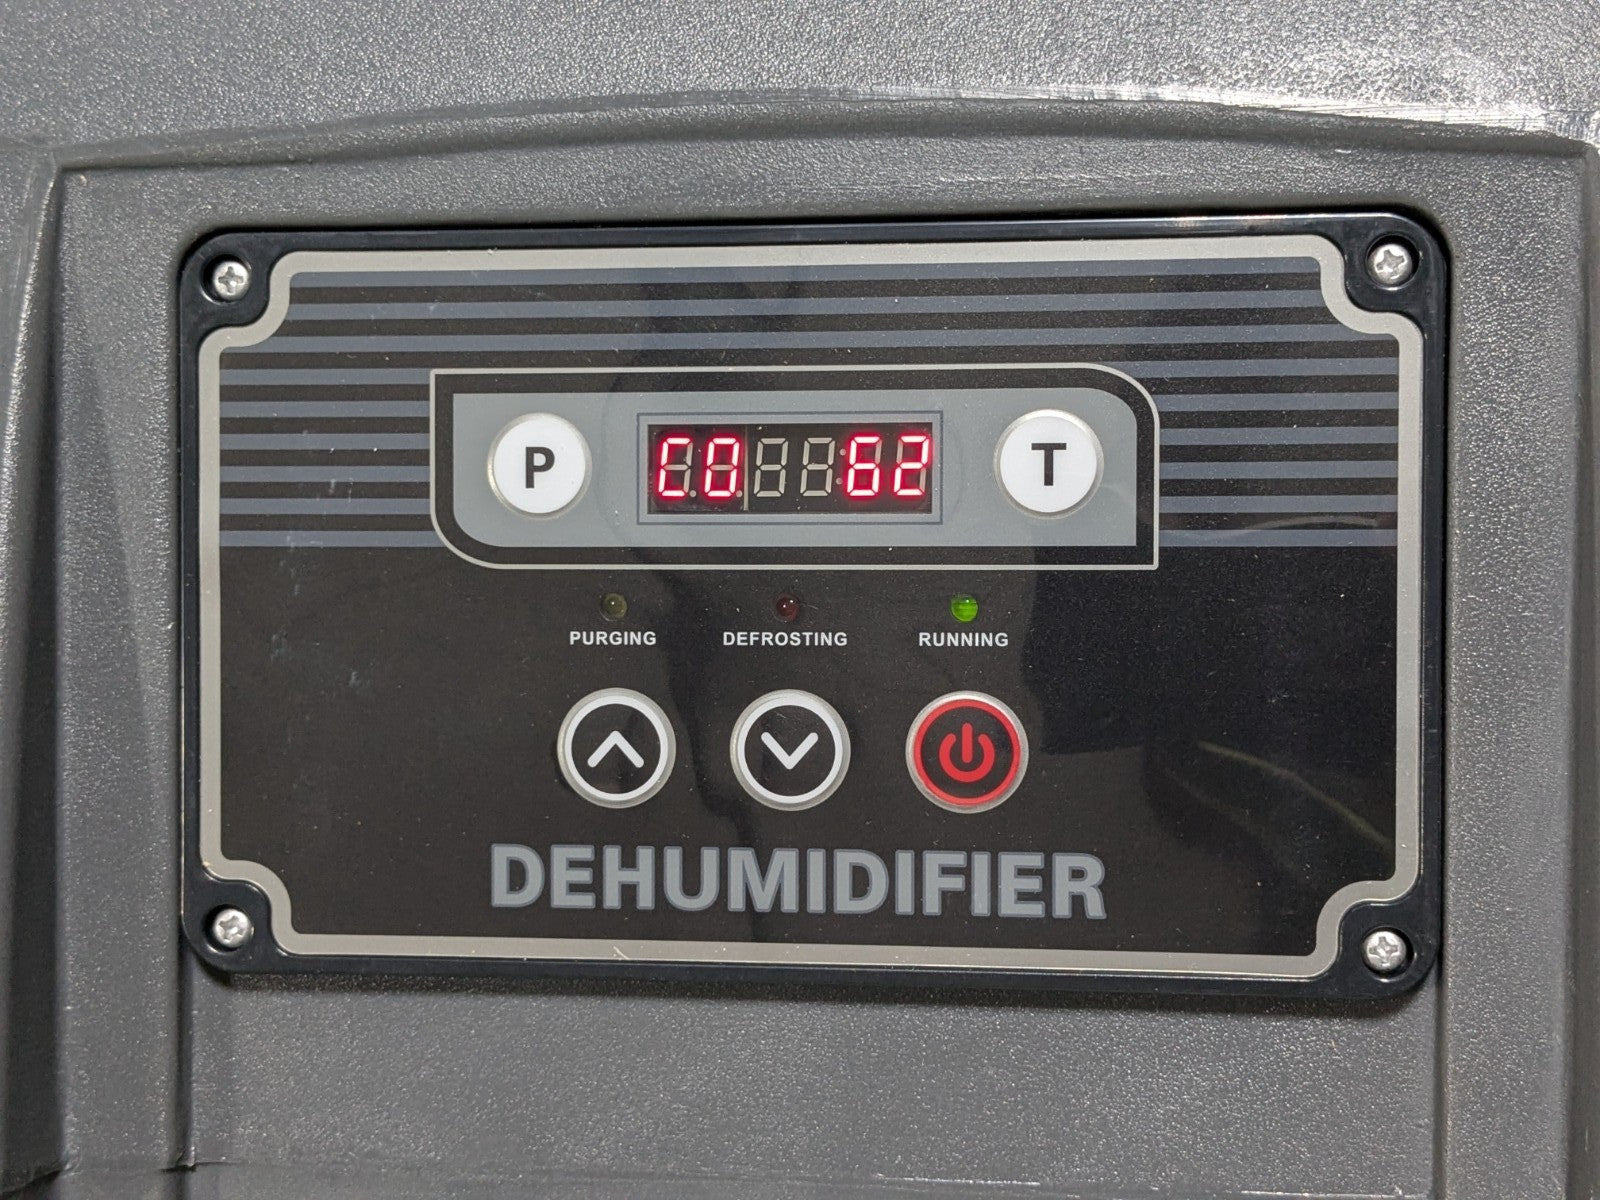 P C0 62 T
PURGING DEFROSTING RUNNING
DEHUMIDIFIER